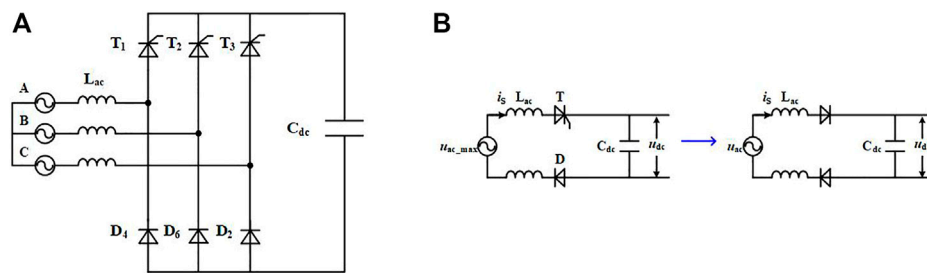 A
B
T1 T2 T3
A Lac
B
C
Cdc
D4 D6 D2
iS Lac T
uac_max Cdc udc
D
iS Lac
uac Cdc ud